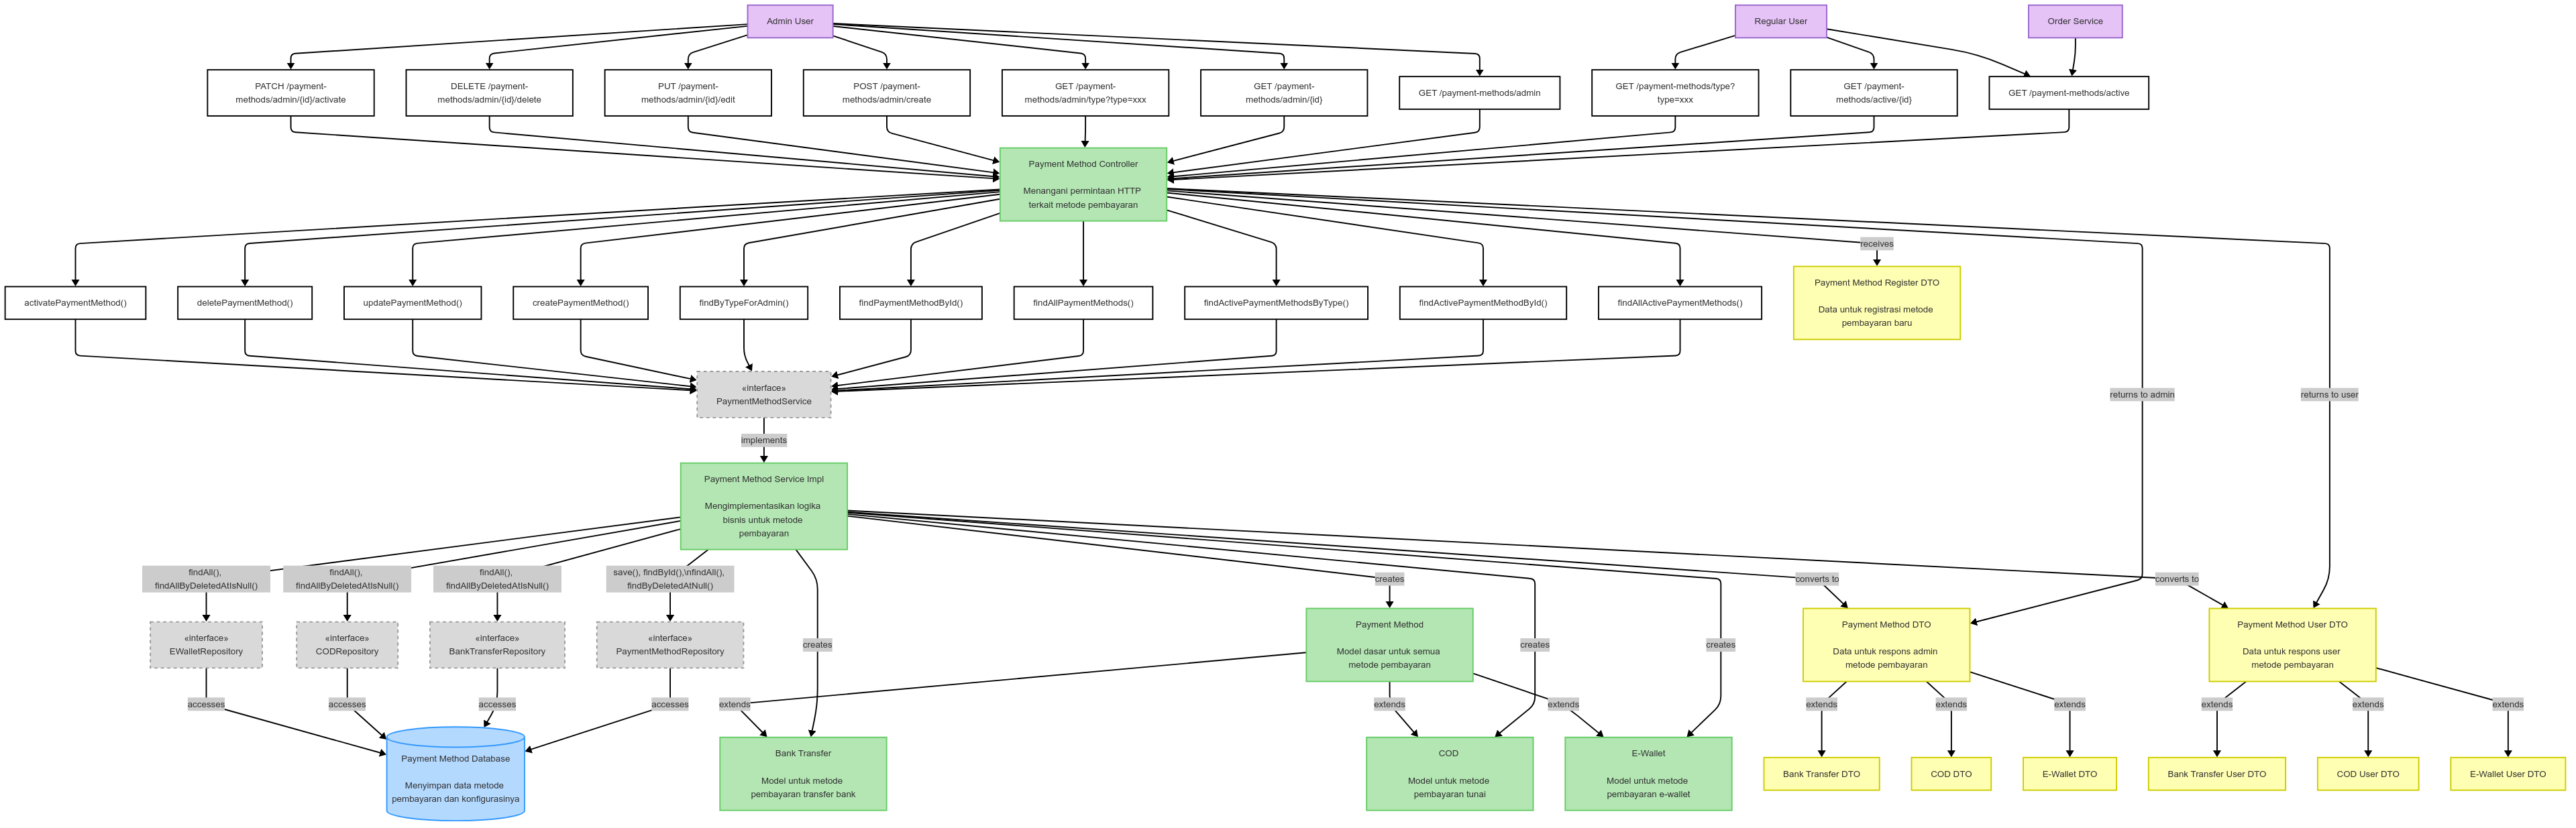 Admin User
Regular User
Order Service
PATCH /payment-
methods/admin/{id}/activate
DELETE /payment-
methods/admin/{id}/delete
PUT /payment-
methods/admin/{id}/edit
POST /payment-
methods/admin/create
GET /payment-
methods/admin/type?type=xxx
GET /payment-
methods/admin/{id}
GET /payment-methods/admin
GET /payment-methods/type?
type=xxx
GET /payment-
methods/active/{id}
GET /payment-methods/active
Payment Method Controller
Menangani permintaan HTTP
terkait metode pembayaran
receives
activatePaymentMethod()
deletePaymentMethod()
updatePaymentMethod()
createPaymentMethod()
findByTypeForAdmin()
findPaymentMethodById()
findAllPaymentMethods()
findActivePaymentMethodsByType()
findActivePaymentMethodById()
findAllActivePaymentMethods()
Payment Method Register DTO
Data untuk registrasi metode
pembayaran baru
«interface»
PaymentMethodService
returns to admin
returns to user
implements
Payment Method Service Impl
Mengimplementasikan logika
bisnis untuk metode
pembayaran
findAll(),
findAllByDeletedAtIsNull()
findAll(),
findAllByDeletedAtIsNull()
findAll(),
findAllByDeletedAtIsNull()
save(), findById(),\nfindAll(),
findByDeletedAtNull()
creates
converts to
converts to
«interface»
EWalletRepository
«interface»
CODRepository
«interface»
BankTransferRepository
«interface»
PaymentMethodRepository
creates
Payment Method
Model dasar untuk semua
metode pembayaran
creates
creates
Payment Method DTO
Data untuk respons admin
metode pembayaran
Payment Method User DTO
Data untuk respons user
metode pembayaran
accesses
accesses
accesses
accesses
extends
extends
extends
extends
extends
extends
extends
extends
extends
Payment Method Database
Menyimpan data metode
pembayaran dan konfigurasinya
Bank Transfer
Model untuk metode
pembayaran transfer bank
COD
Model untuk metode
pembayaran tunai
E-Wallet
Model untuk metode
pembayaran e-wallet
Bank Transfer DTO
COD DTO
E-Wallet DTO
Bank Transfer User DTO
COD User DTO
E-Wallet User DTO